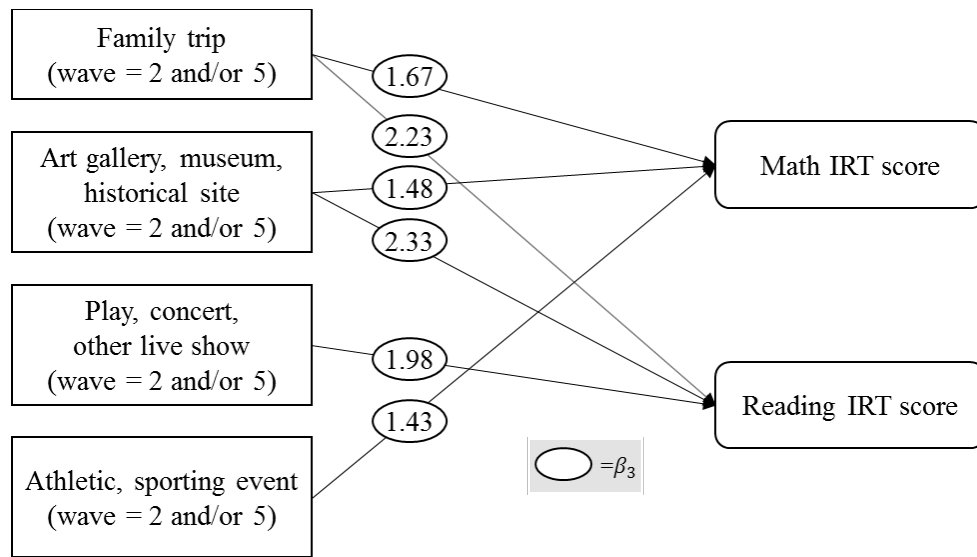 Family trip
(wave = 2 and/or 5)
Art gallery, museum,
historical site
(wave = 2 and/or 5)
Play, concert,
other live show
(wave = 2 and/or 5)
Athletic, sporting event
(wave = 2 and/or 5)
1.67
2.23
1.48
2.33
1.98
1.43
=β₃
Math IRT score
Reading IRT score